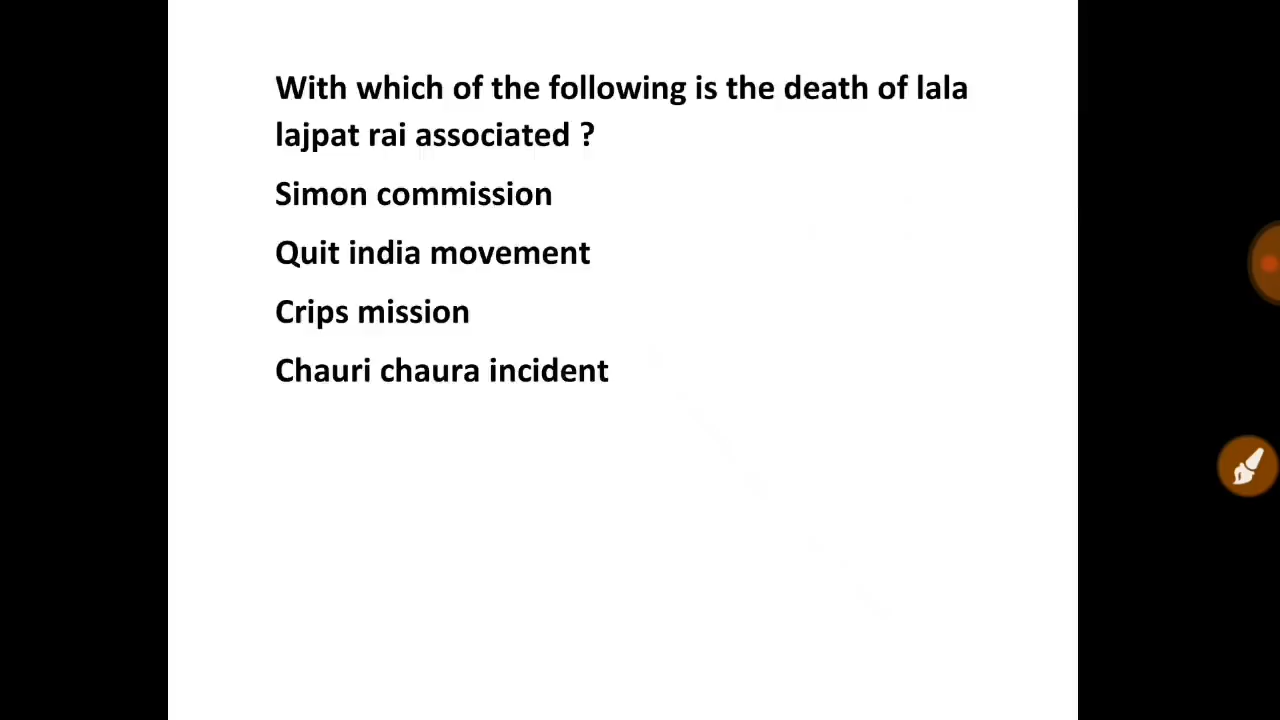 With which of the following is the death of lala
lajpat rai associated ?
Simon commission
Quit india movement
Crips mission
Chauri chaura incident